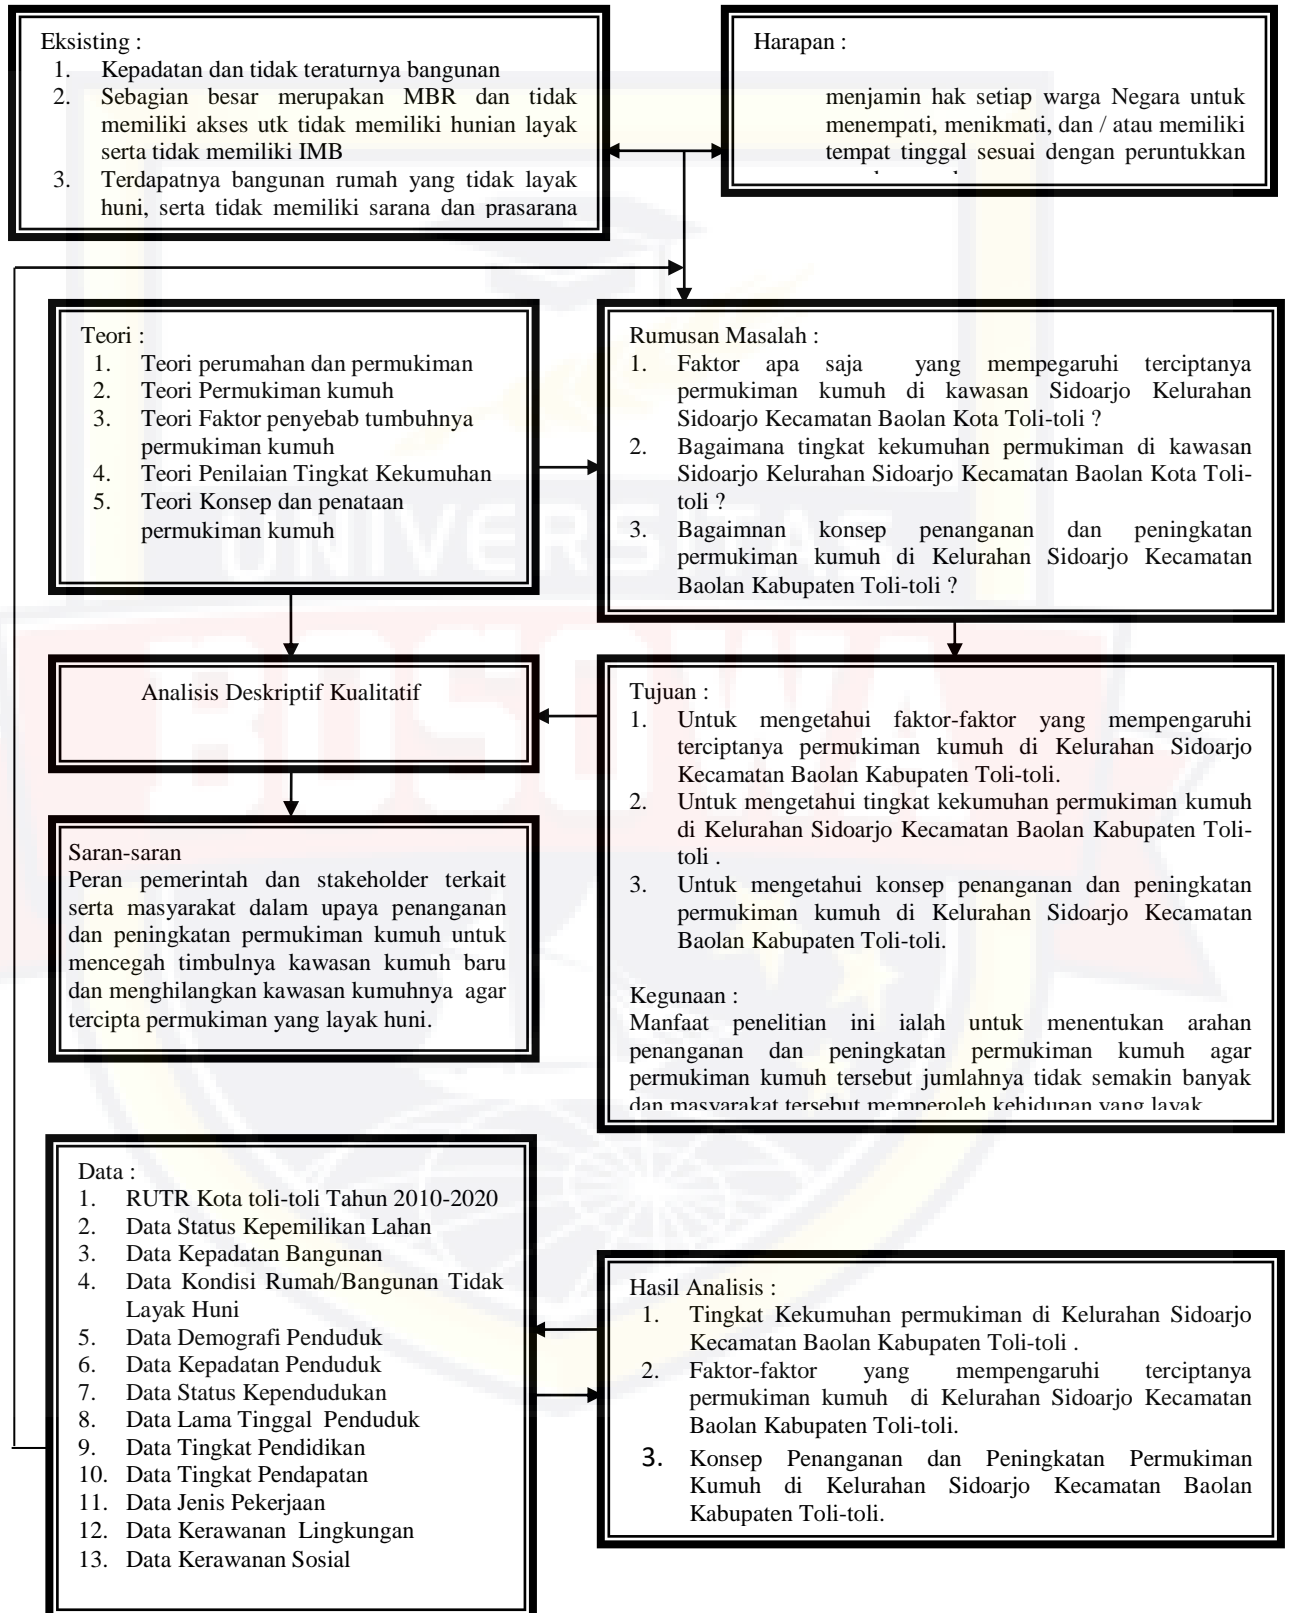 Eksisting :
1. Kepadatan dan tidak teraturnya bangunan
2. Sebagian besar merupakan MBR dan tidak
memiliki akses utk tidak memiliki hunian layak
serta tidak memiliki IMB
3. Terdapatnya bangunan rumah yang tidak layak
huni, serta tidak memiliki sarana dan prasarana
Harapan :
menjamin hak setiap warga Negara untuk
menempati, menikmati, dan / atau memiliki
tempat tinggal sesuai dengan peruntukkan
Teori :
1. Teori perumahan dan permukiman
2. Teori Permukiman kumuh
3. Teori Faktor penyebab tumbuhnya
permukiman kumuh
4. Teori Penilaian Tingkat Kekumuhan
5. Teori Konsep dan penataan
permukiman kumuh
Rumusan Masalah :
1. Faktor apa saja yang mempegaruhi terciptanya
permukiman kumuh di kawasan Sidoarjo Kelurahan
Sidoarjo Kecamatan Baolan Kota Toli-toli ?
2. Bagaimana tingkat kekumuhan permukiman di kawasan
Sidoarjo Kelurahan Sidoarjo Kecamatan Baolan Kota Toli-
toli ?
3. Bagaimnan konsep penanganan dan peningkatan
permukiman kumuh di Kelurahan Sidoarjo Kecamatan
Baolan Kabupaten Toli-toli ?
UNIVERSITAS
BOSOWA
Analisis Deskriptif Kualitatif
Tujuan :
1. Untuk mengetahui faktor-faktor yang mempengaruhi
terciptanya permukiman kumuh di Kelurahan Sidoarjo
Kecamatan Baolan Kabupaten Toli-toli.
2. Untuk mengetahui tingkat kekumuhan permukiman kumuh
di Kelurahan Sidoarjo Kecamatan Baolan Kabupaten Toli-
toli .
3. Untuk mengetahui konsep penanganan dan peningkatan
permukiman kumuh di Kelurahan Sidoarjo Kecamatan
Baolan Kabupaten Toli-toli.
Kegunaan :
Manfaat penelitian ini ialah untuk menentukan arahan
penanganan dan peningkatan permukiman kumuh agar
permukiman kumuh tersebut jumlahnya tidak semakin banyak
dan masyarakat tersebut memperoleh kehidupan yang layak
Saran-saran
Peran pemerintah dan stakeholder terkait
serta masyarakat dalam upaya penanganan
dan peningkatan permukiman kumuh untuk
mencegah timbulnya kawasan kumuh baru
dan menghilangkan kawasan kumuhnya agar
tercipta permukiman yang layak huni.
Data :
1. RUTR Kota toli-toli Tahun 2010-2020
2. Data Status Kepemilikan Lahan
3. Data Kepadatan Bangunan
4. Data Kondisi Rumah/Bangunan Tidak
Layak Huni
5. Data Demografi Penduduk
6. Data Kepadatan Penduduk
7. Data Status Kependudukan
8. Data Lama Tinggal Penduduk
9. Data Tingkat Pendidikan
10. Data Tingkat Pendapatan
11. Data Jenis Pekerjaan
12. Data Kerawanan Lingkungan
13. Data Kerawanan Sosial
Hasil Analisis :
1. Tingkat Kekumuhan permukiman di Kelurahan Sidoarjo
Kecamatan Baolan Kabupaten Toli-toli .
2. Faktor-faktor yang mempengaruhi terciptanya
permukiman kumuh di Kelurahan Sidoarjo Kecamatan
Baolan Kabupaten Toli-toli.
3. Konsep Penanganan dan Peningkatan Permukiman
Kumuh di Kelurahan Sidoarjo Kecamatan Baolan
Kabupaten Toli-toli.